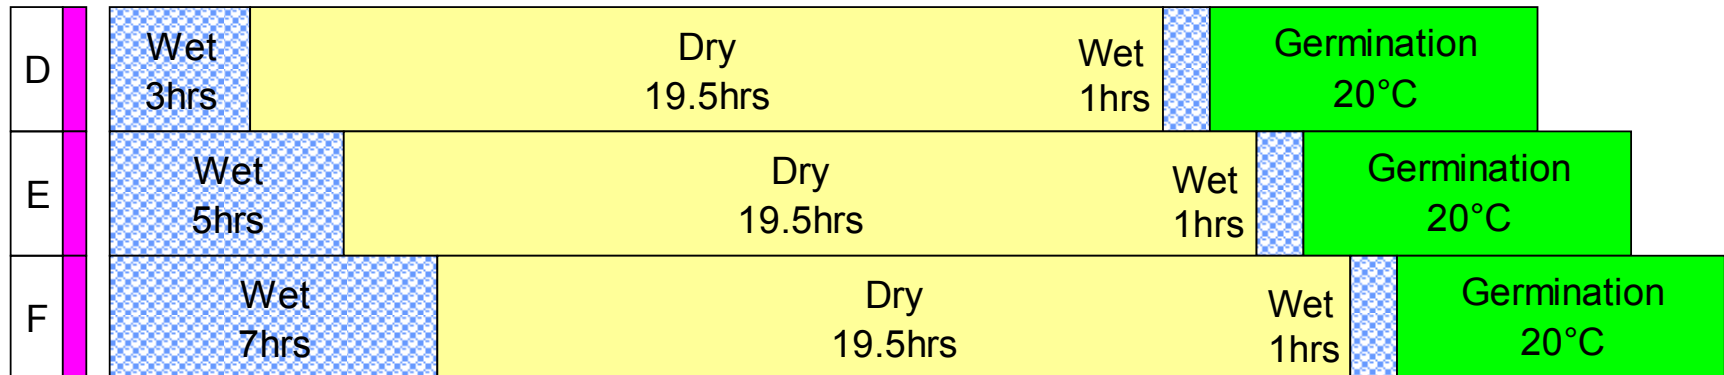 D
Wet
3hrs
Dry
19.5hrs
Wet
1hrs
Germination
20°C
E
Wet
5hrs
Dry
19.5hrs
Wet
1hrs
Germination
20°C
F
Wet
7hrs
Dry
19.5hrs
Wet
1hrs
Germination
20°C